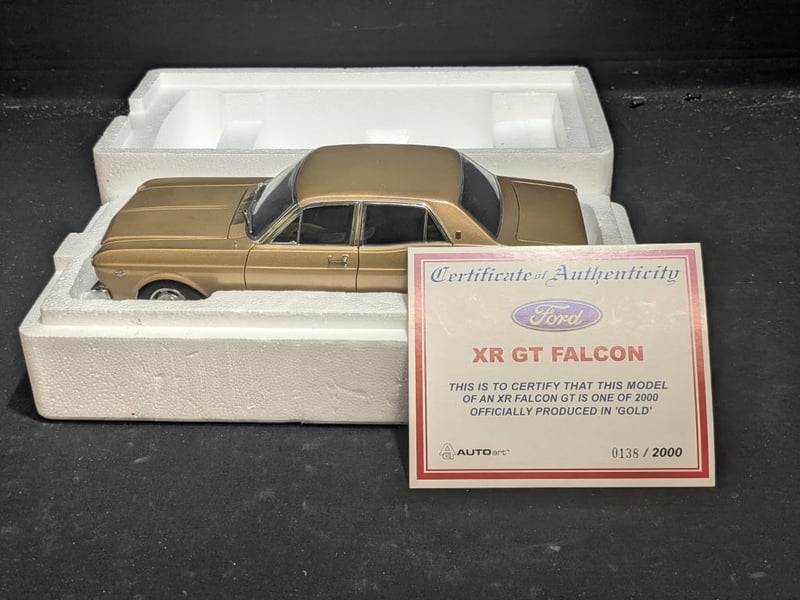 Certificate of Authenticity
Ford
XR GT FALCON
THIS IS TO CERTIFY THAT THIS MODEL
OF AN XR FALCON GT IS ONE OF 2000
OFFICIALLY PRODUCED IN 'GOLD'
AUTOart™ 0138 / 2000